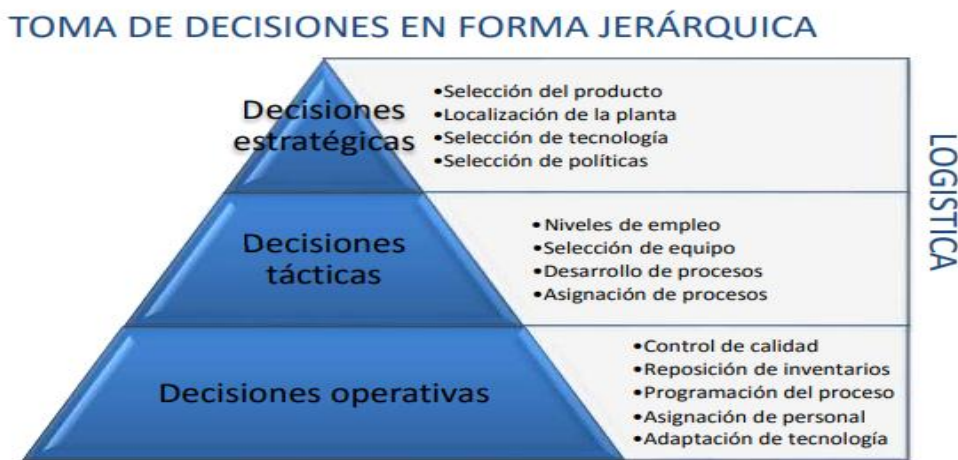 TOMA DE DECISIONES EN FORMA JERÁRQUICA
Decisiones
estratégicas
•Selección del producto
•Localización de la planta
•Selección de tecnología
•Selección de políticas
Decisiones
tácticas
•Niveles de empleo
•Selección de equipo
•Desarrollo de procesos
•Asignación de procesos
Decisiones operativas
•Control de calidad
•Reposición de inventarios
•Programación del proceso
•Asignación de personal
•Adaptación de tecnología
LOGISTICA